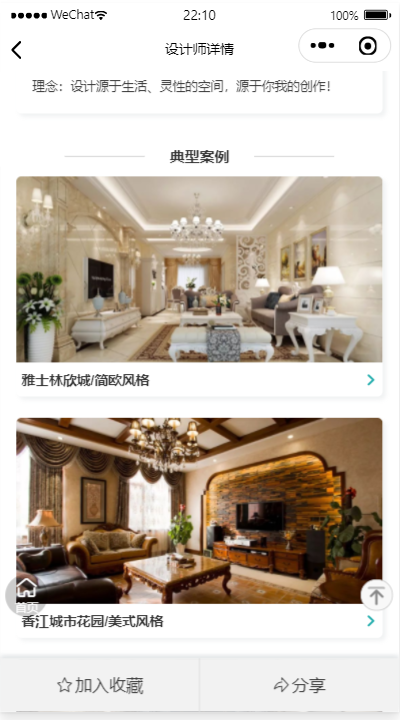 WeChat 22:10 100%
设计师详情
理念：设计源于生活、灵性的空间，源于你我的创作！
典型案例
雅士林欣城/简欧风格
首页
香江城市花园/美式风格
加入收藏 分享